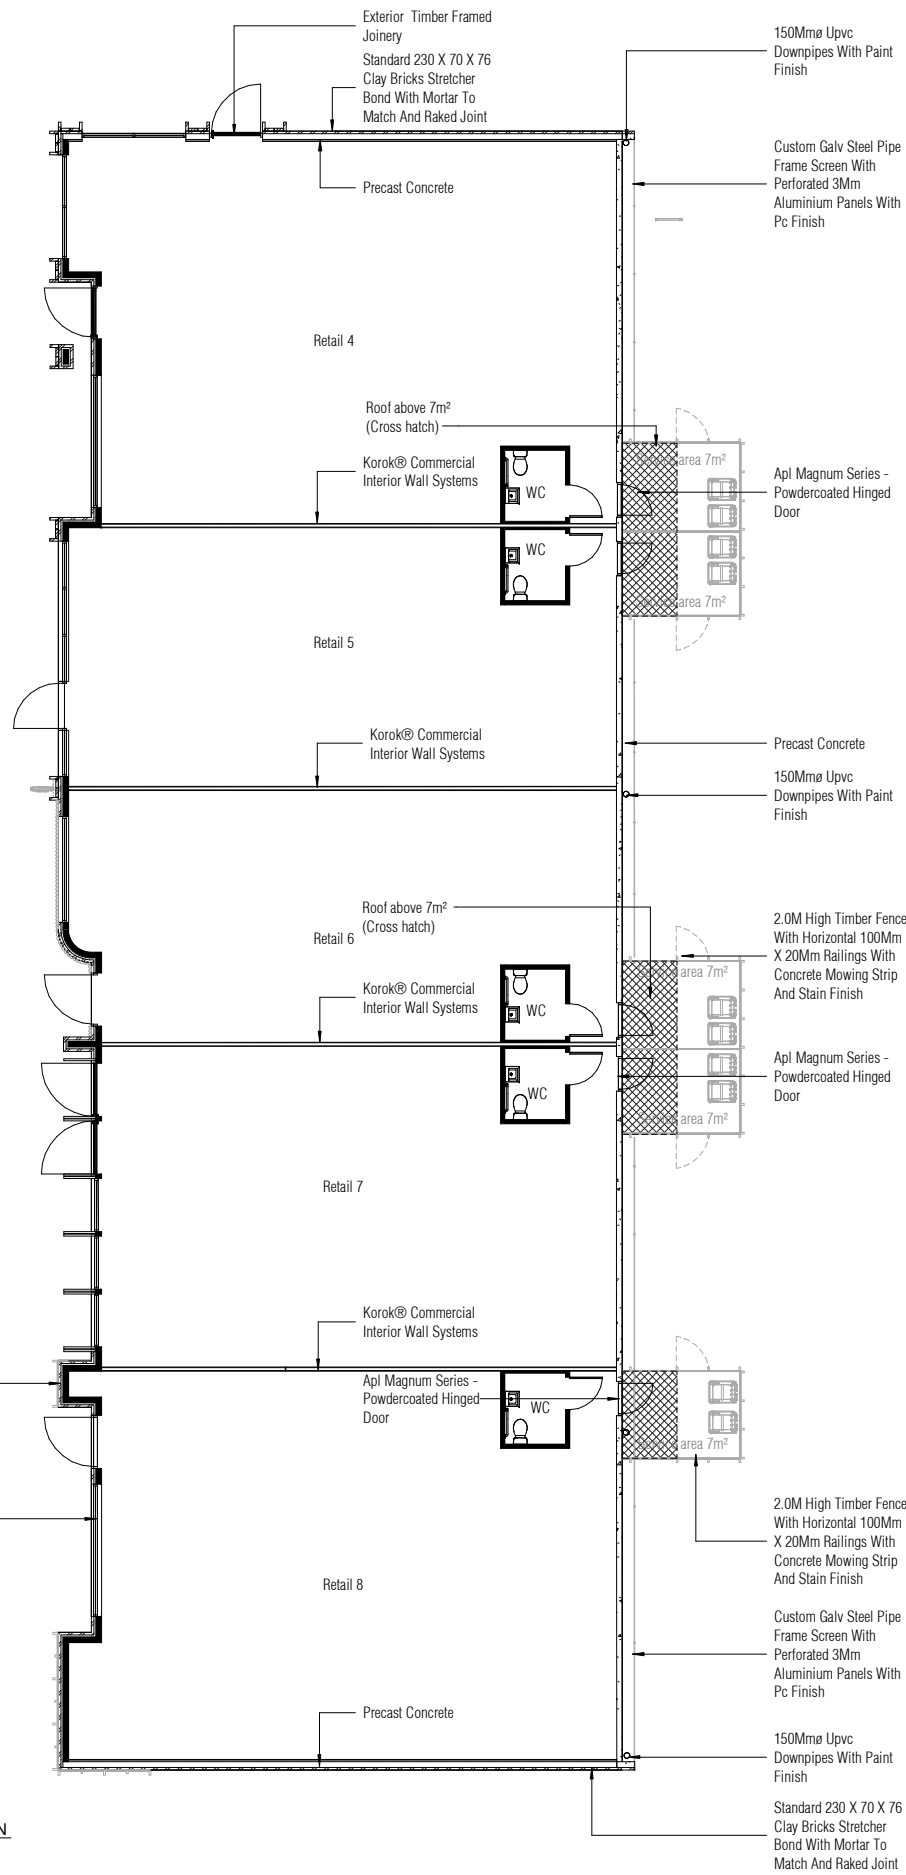 Exterior Timber Framed
Joinery
Standard 230 X 70 X 76
Clay Bricks Stretcher
Bond With Mortar To
Match And Raked Joint
150Mmø Upvc
Downpipes With Paint
Finish
Precast Concrete
Custom Galv Steel Pipe
Frame Screen With
Perforated 3Mm
Aluminium Panels With
Pc Finish
Retail 4
Roof above 7m²
(Cross hatch)
area 7m²
Korok® Commercial
Interior Wall Systems
WC
Apl Magnum Series -
Powdercoated Hinged
Door
WC
area 7m²
Retail 5
Korok® Commercial
Interior Wall Systems
Precast Concrete
150Mmø Upvc
Downpipes With Paint
Finish
Roof above 7m²
(Cross hatch)
Retail 6
2.0M High Timber Fence
With Horizontal 100Mm
X 20Mm Railings With
Concrete Mowing Strip
And Stain Finish
area 7m²
Korok® Commercial
Interior Wall Systems
WC
Apl Magnum Series -
Powdercoated Hinged
Door
WC
area 7m²
Retail 7
Korok® Commercial
Interior Wall Systems
Apl Magnum Series -
Powdercoated Hinged
Door
WC
area 7m²
2.0M High Timber Fence
With Horizontal 100Mm
X 20Mm Railings With
Concrete Mowing Strip
And Stain Finish
Retail 8
Custom Galv Steel Pipe
Frame Screen With
Perforated 3Mm
Aluminium Panels With
Pc Finish
Precast Concrete
150Mmø Upvc
Downpipes With Paint
Finish
Standard 230 X 70 X 76
Clay Bricks Stretcher
Bond With Mortar To
Match And Raked Joint
N